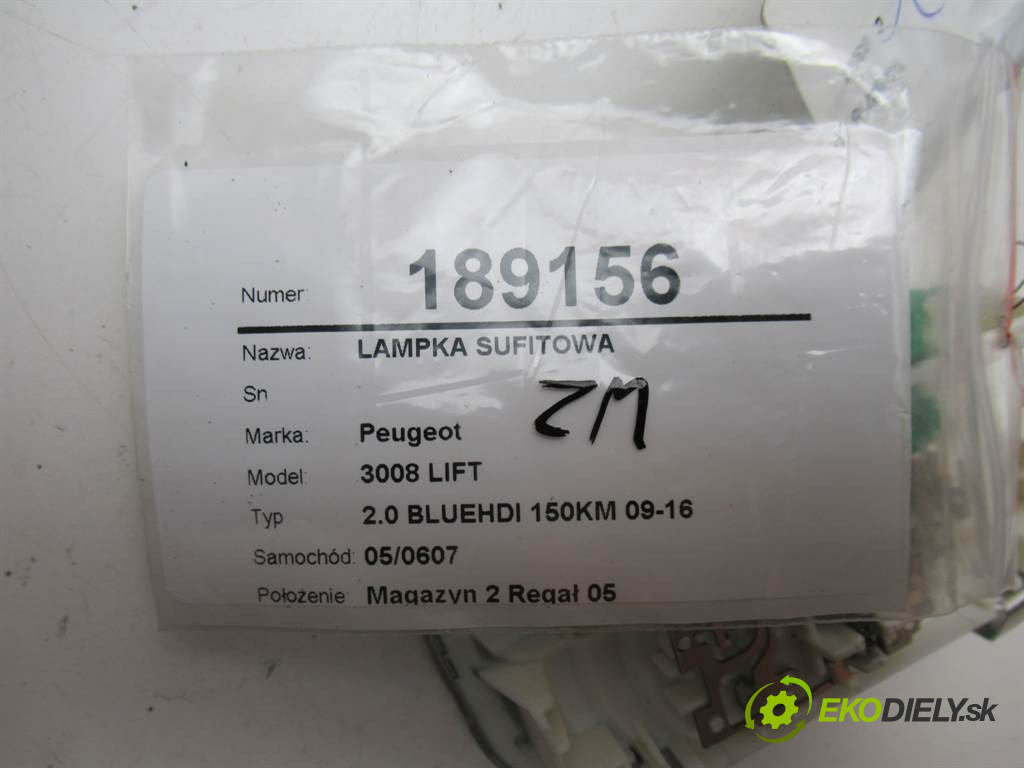 Numer: 189156
Nazwa: LAMPKA SUFITOWA
Sn
ZM
Marka: Peugeot
Model: 3008 LIFT
Typ 2.0 BLUEHDI 150KM 09-16
Samochód: 05/0607
Położenie: Magazyn 2 Regał 05
EKODIELY.sk